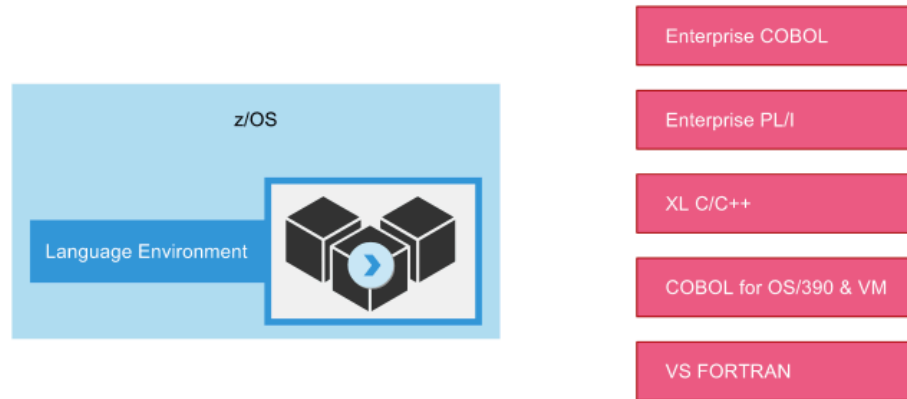 z/OS
Language Environment
Enterprise COBOL
Enterprise PL/I
XL C/C++
COBOL for OS/390 & VM
VS FORTRAN